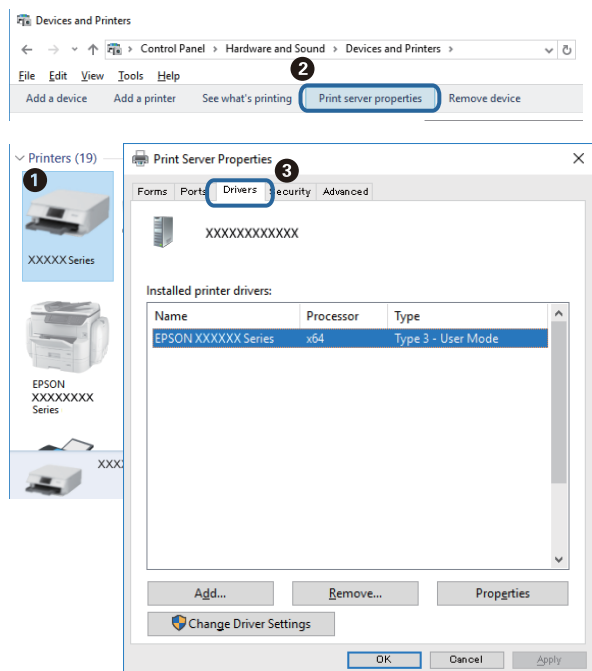 Devices and Printers
Control Panel > Hardware and Sound > Devices and Printers >
2
File Edit View Tools Help
Add a device Add a printer See what's printing Print server properties Remove device
Printers (19)
1
XXXXX Series
EPSON
XXXXXXXX
Series
XXX
Print Server Properties
3
Forms Ports Drivers Security Advanced
XXXXXXXXXXXX
Installed printer drivers:
Name Processor Type
EPSON XXXXXX Series x64 Type 3 - User Mode
Add... Remove... Properties
Change Driver Settings
OK Cancel Apply